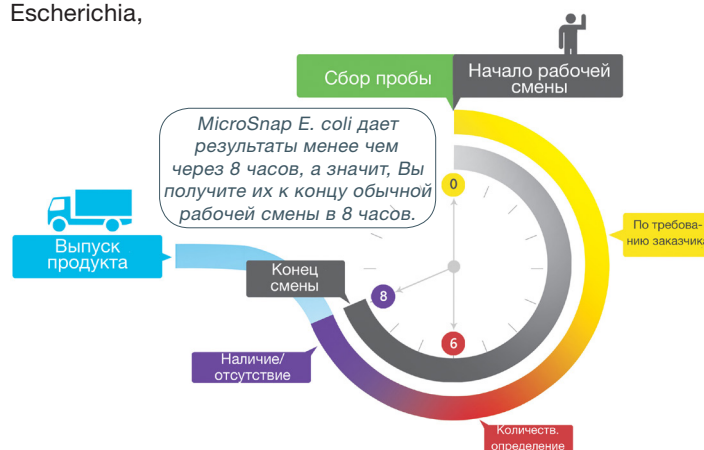 Escherichia,
Сбор пробы
Начало рабочей
смены
MicroSnap E. coli дает
результаты менее чем
через 8 часов, а значит, Вы
получите их к концу обычной
рабочей смены в 8 часов.
0
По требова-
нию заказчика
Выпуск
продукта
Конец
смены
8
6
Наличие/
отсутствие
Количеств.
определение